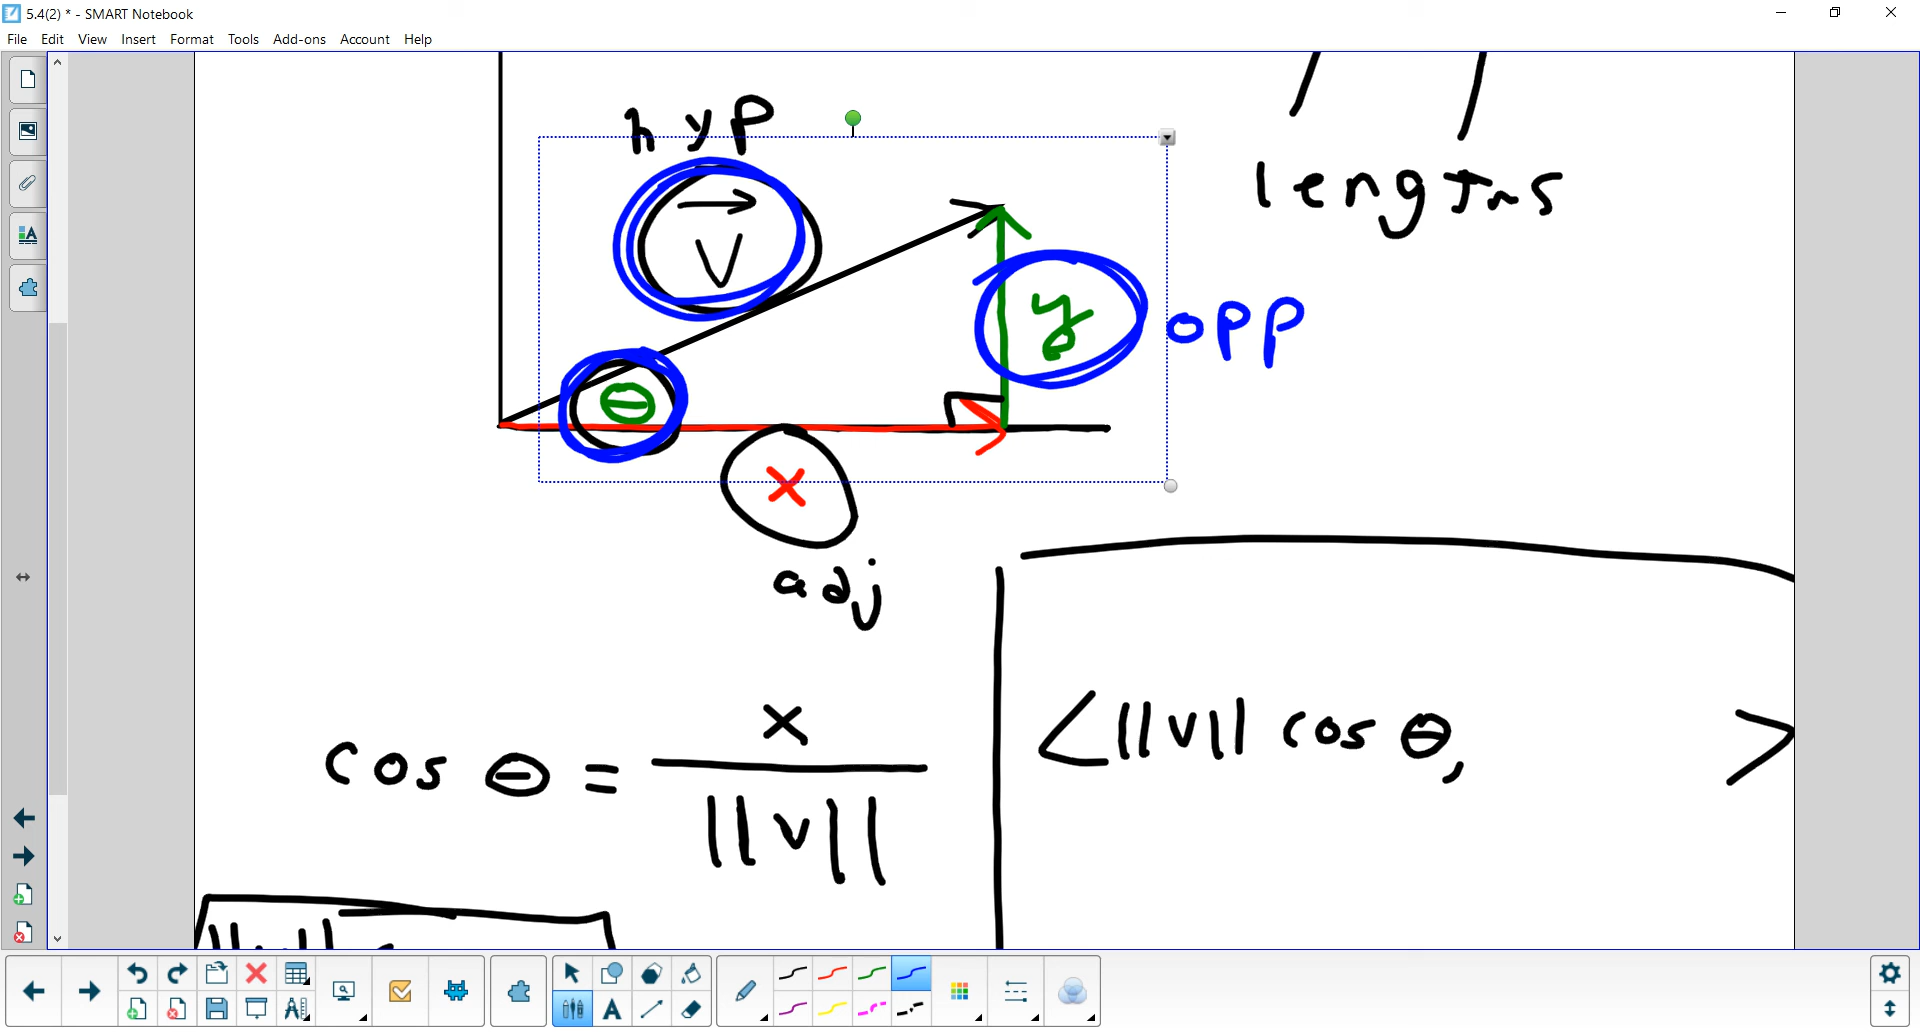 5.4(2) * - SMART Notebook
File Edit View Insert Format Tools Add-ons Account Help
hyp
V
lengths
y opp
θ
x
adj
cos θ = x / ||v||
<||v|| cos θ, >